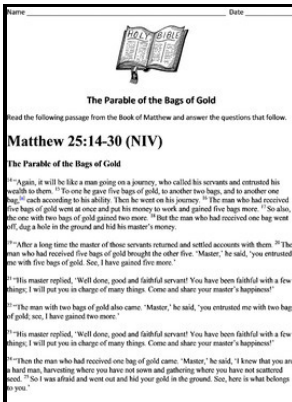 Name Date
HOLY BIBLE
The Parable of the Bags of Gold
Read the following passage from the Book of Matthew and answer the questions that follow.
Matthew 25:14-30 (NIV)
The Parable of the Bags of Gold
14 "Again, it will be like a man going on a journey, who called his servants and entrusted his
wealth to them. 15 To one he gave five bags of gold, to another two bags, and to another one
bag,[a] each according to his ability. Then he went on his journey. 16 The man who had received
five bags of gold went at once and put his money to work and gained five bags more. 17 So also,
the one with two bags of gold gained two more. 18 But the man who had received one bag went
off, dug a hole in the ground and hid his master's money.
19 "After a long time the master of those servants returned and settled accounts with them. 20 The
man who had received five bags of gold brought the other five. 'Master,' he said, 'you entrusted
me with five bags of gold. See, I have gained five more.'
21 "His master replied, 'Well done, good and faithful servant! You have been faithful with a few
things; I will put you in charge of many things. Come and share your master's happiness!'
22 "The man with two bags of gold also came. 'Master,' he said, 'you entrusted me with two bag
of gold; see, I have gained two more.'
23 "His master replied, 'Well done, good and faithful servant! You have been faithful with a few
things; I will put you in charge of many things. Come and share your master's happiness!'
24 "Then the man who had received one bag of gold came. 'Master,' he said, 'I knew that you are
a hard man, harvesting where you have not sown and gathering where you have not scattered
seed. 25 So I was afraid and went out and hid your gold in the ground. See, here is what belongs
to you.'